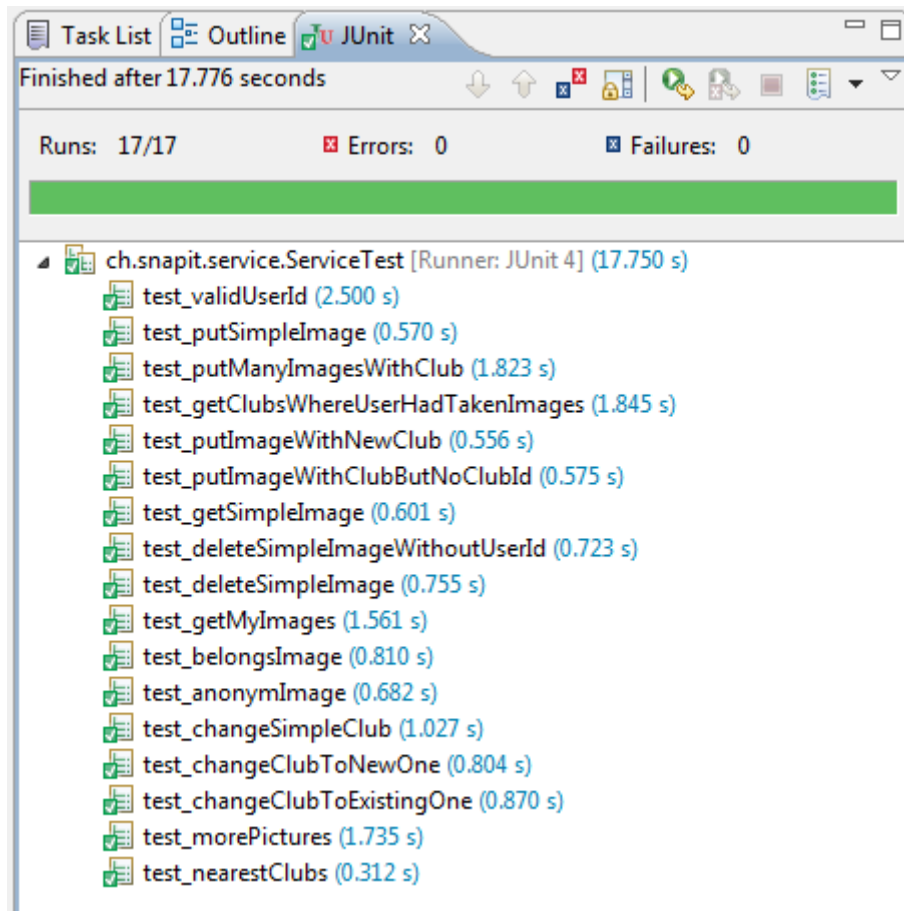 Task List Outline JUnit
Finished after 17.776 seconds
Runs: 17/17 Errors: 0 Failures: 0
ch.snapit.service.ServiceTest [Runner: JUnit 4] (17.750 s)
test_validUserId (2.500 s)
test_putSimpleImage (0.570 s)
test_putManyImagesWithClub (1.823 s)
test_getClubsWhereUserHadTakenImages (1.845 s)
test_putImageWithNewClub (0.556 s)
test_putImageWithClubButNoClubId (0.575 s)
test_getSimpleImage (0.601 s)
test_deleteSimpleImageWithoutUserId (0.723 s)
test_deleteSimpleImage (0.755 s)
test_getMyImages (1.561 s)
test_belongsImage (0.810 s)
test_anonymImage (0.682 s)
test_changeSimpleClub (1.027 s)
test_changeClubToNewOne (0.804 s)
test_changeClubToExistingOne (0.870 s)
test_morePictures (1.735 s)
test_nearestClubs (0.312 s)